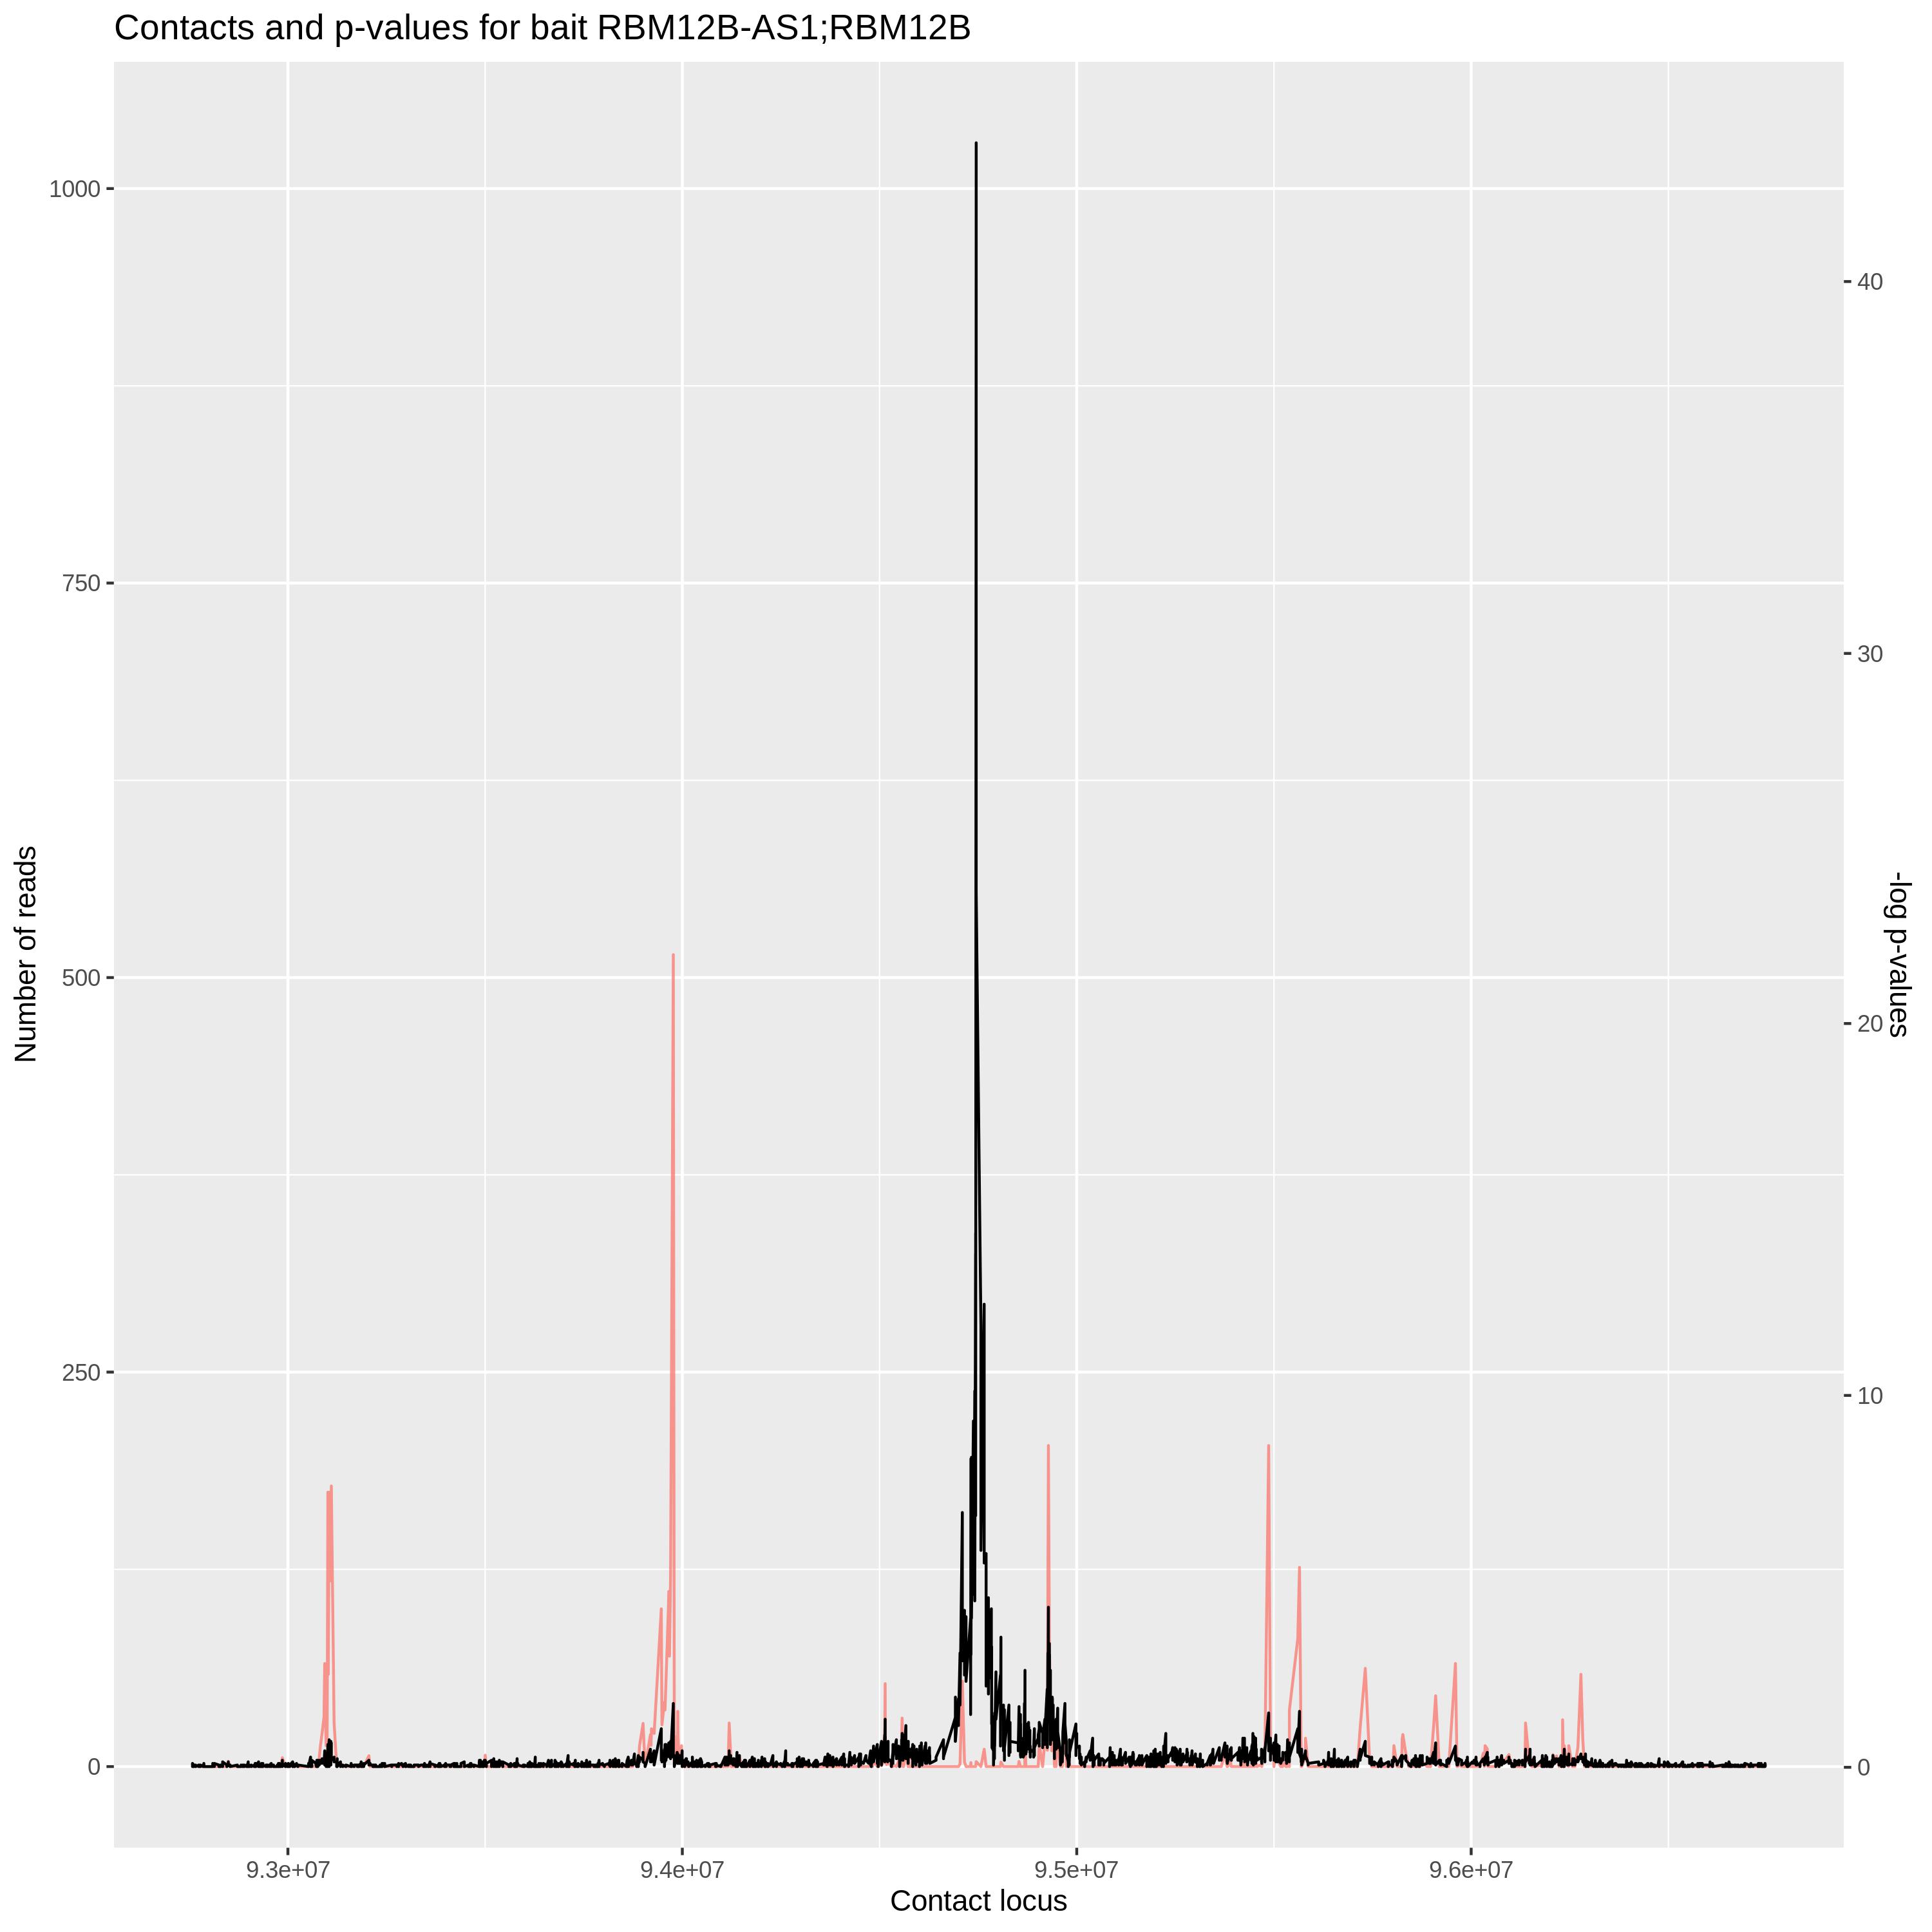 Contacts and p-values for bait RBM12B-AS1;RBM12B
1000
750
500
250
0
Number of reads
40
30
20
10
0
-log p-values
9.3e+07
9.4e+07
9.5e+07
9.6e+07
Contact locus